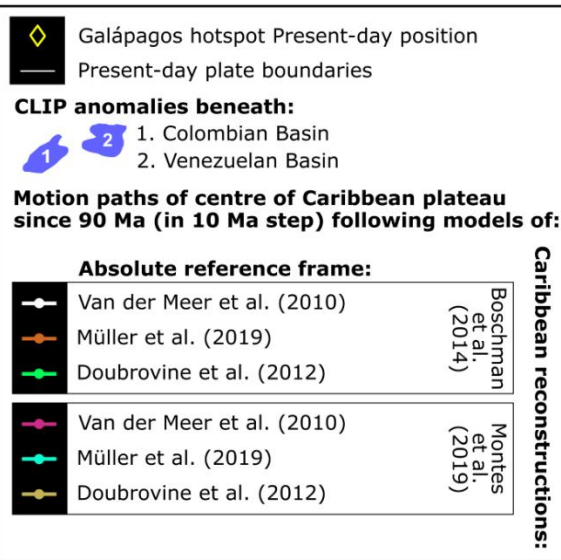 Galápagos hotspot Present-day position
Present-day plate boundaries
CLIP anomalies beneath:
1
2
1. Colombian Basin
2. Venezuelan Basin
Motion paths of centre of Caribbean plateau
since 90 Ma (in 10 Ma step) following models of:
Absolute reference frame:
Van der Meer et al. (2010)
Müller et al. (2019)
Doubrovine et al. (2012)
Boschman
et al.
(2014)
Van der Meer et al. (2010)
Müller et al. (2019)
Doubrovine et al. (2012)
Montes
et al.
(2019)
Caribbean reconstructions: